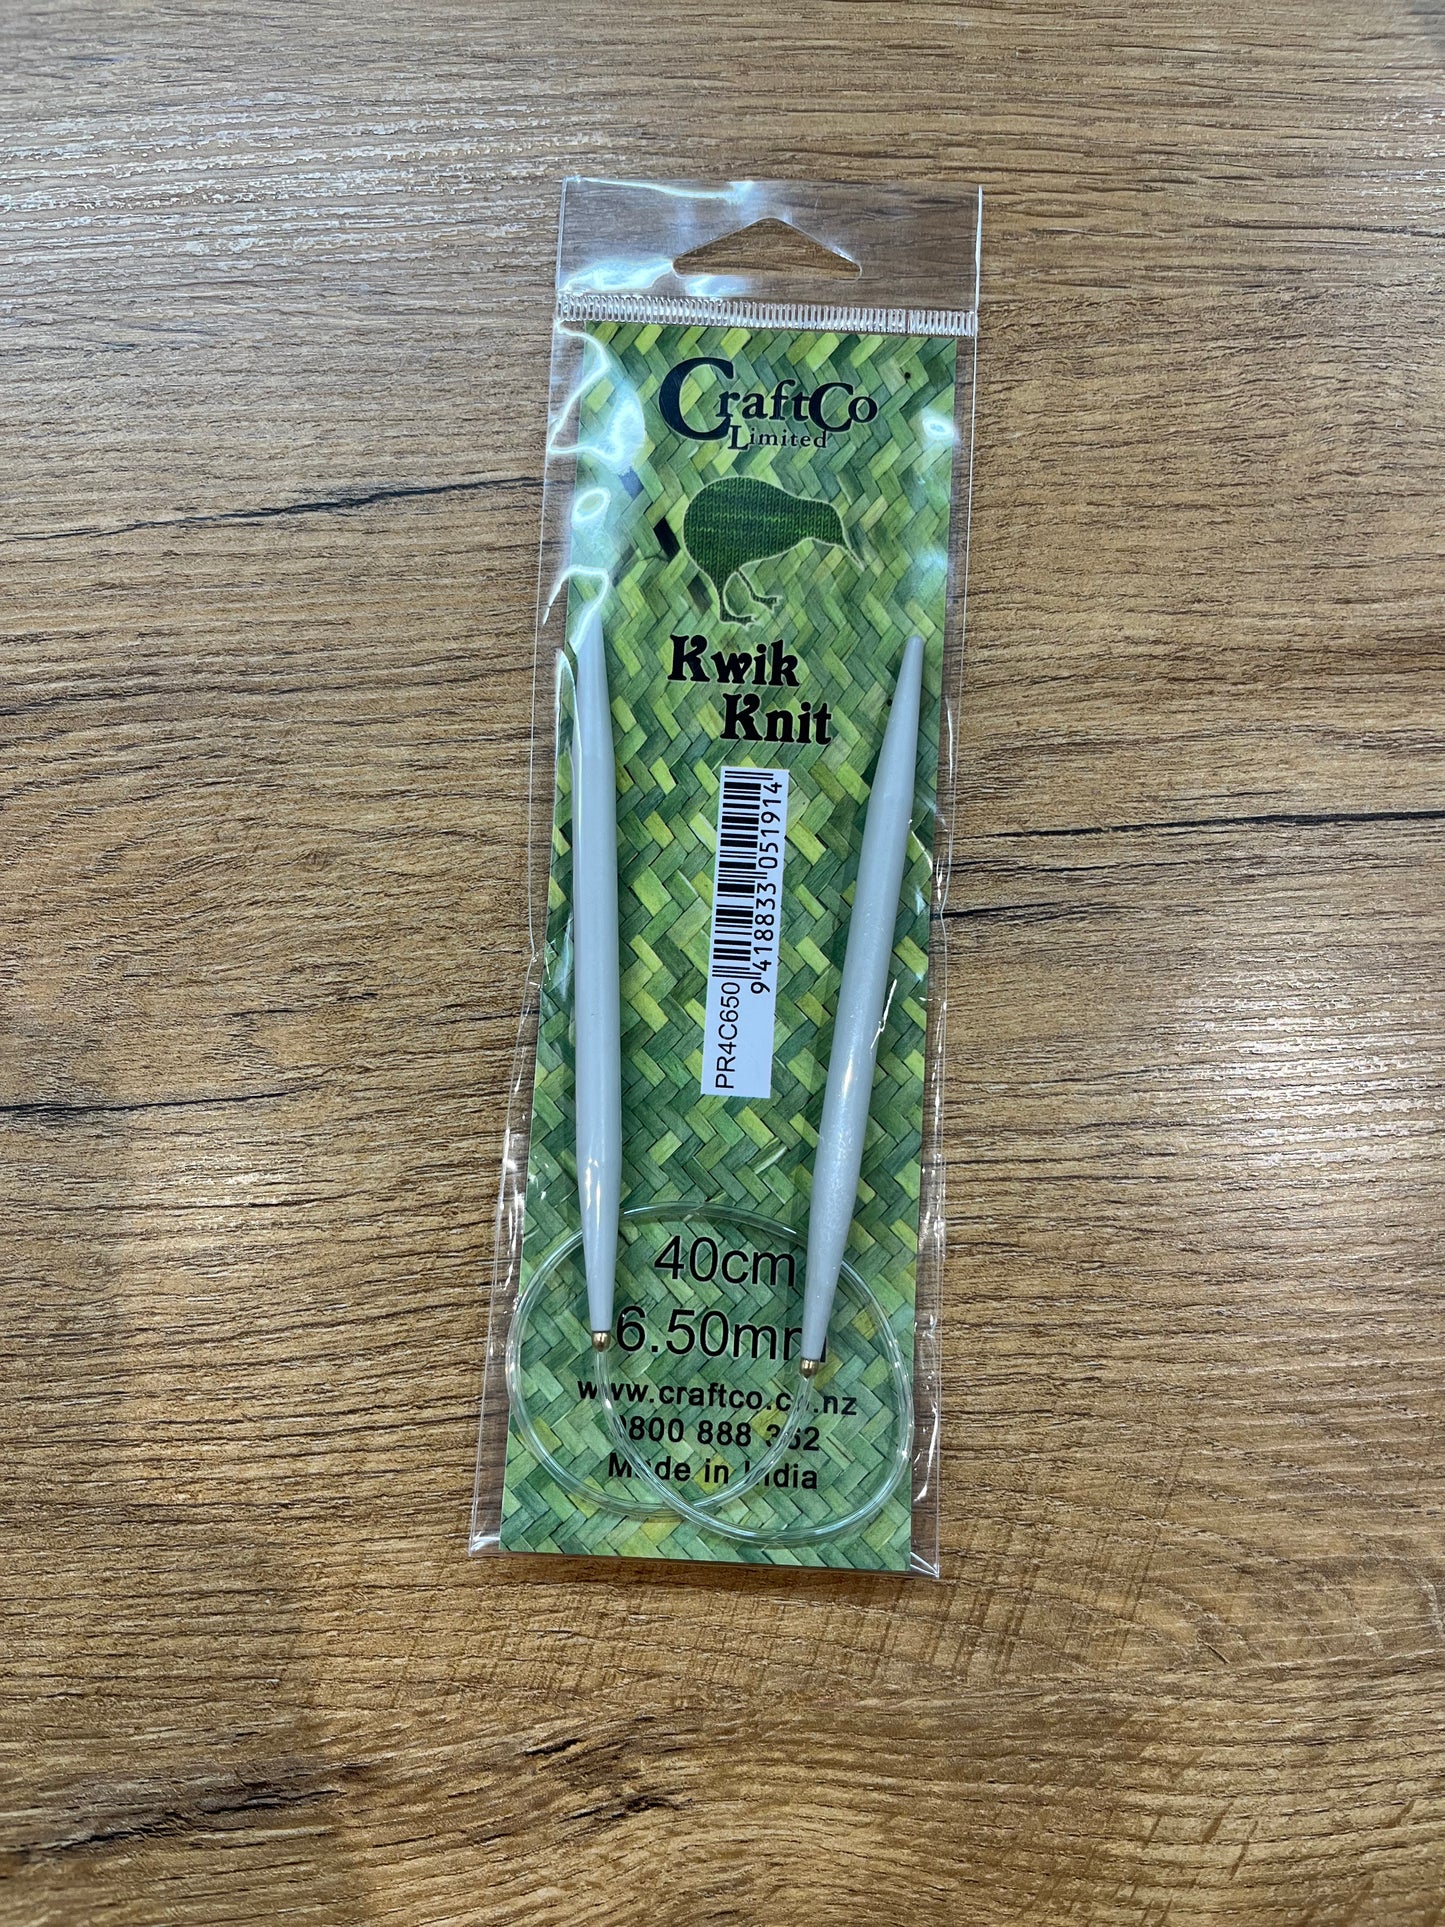 CraftCo
Limited
Kwik
Knit
PR4C650
9 418833 051914
40cm
6.50mm
www.craftco.co.nz
0800 888 362
Made in India